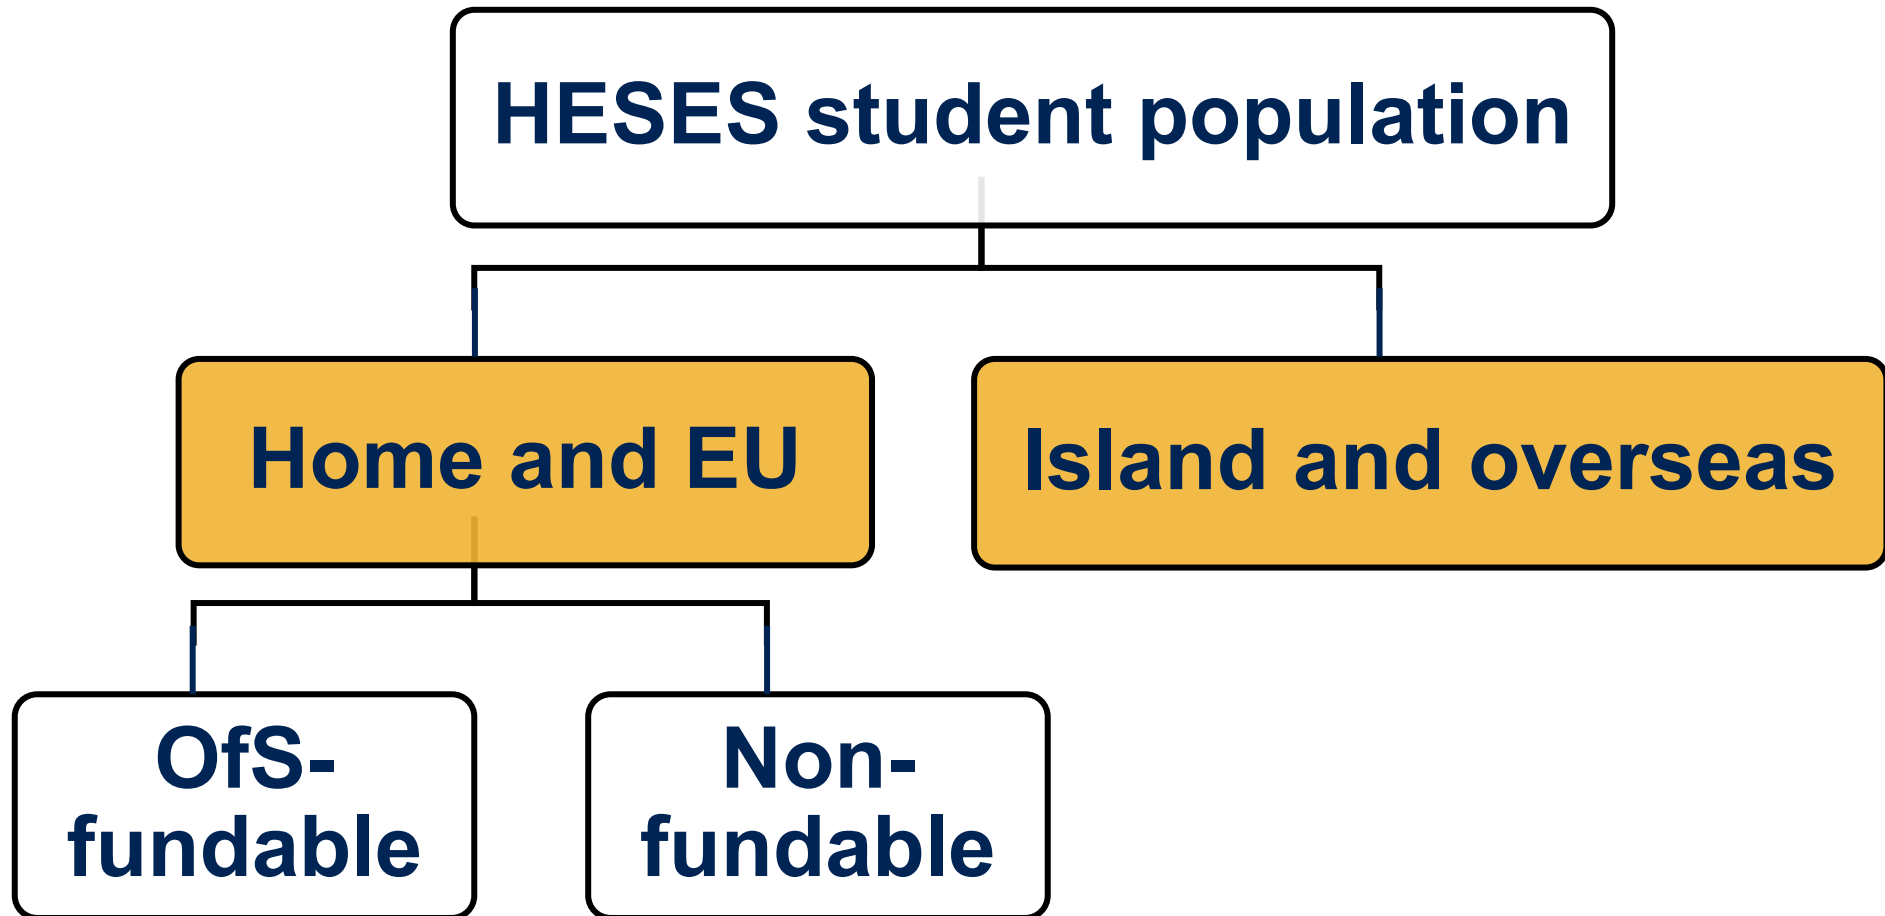 HESES student population
Home and EU
Island and overseas
OfS-
fundable
Non-
fundable